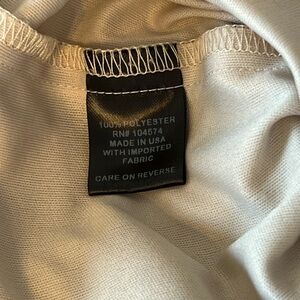 100% POLYESTER
RN# 104574
MADE IN USA
WITH IMPORTED
FABRIC
CARE ON REVERSE